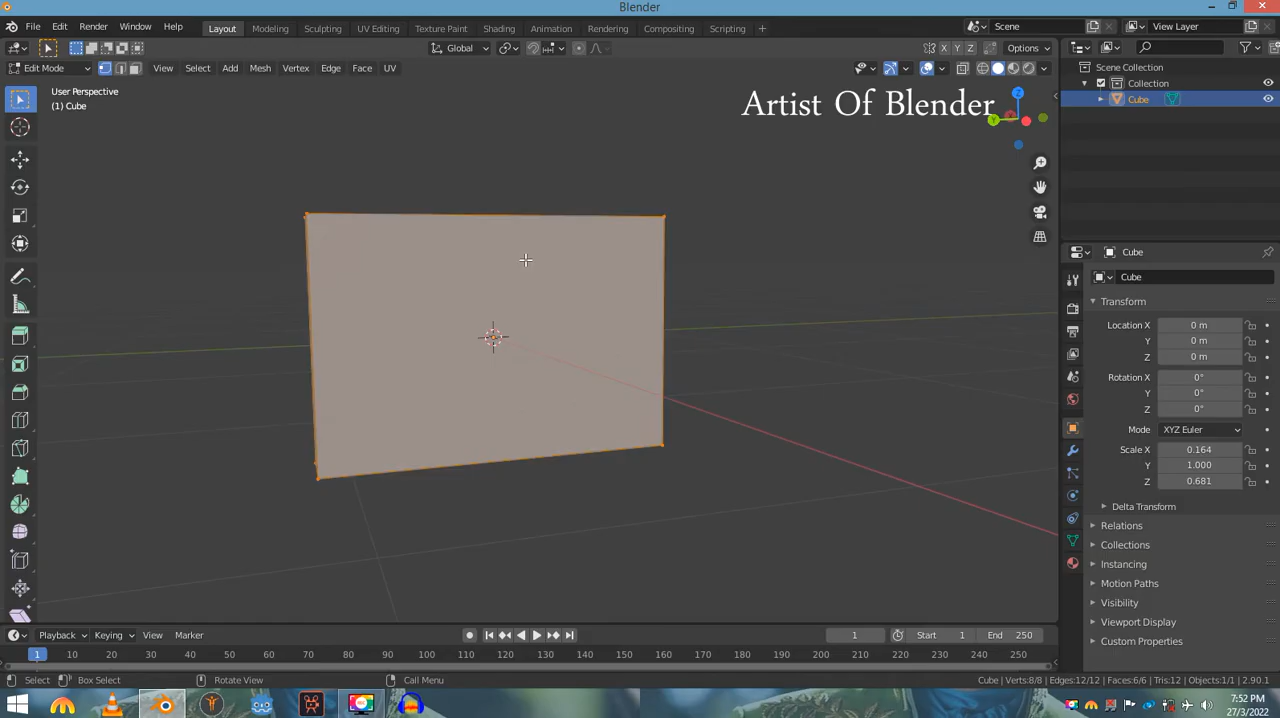 Blender
File Edit Render Window Help Layout Modeling Sculpting UV Editing Texture Paint Shading Animation Rendering Compositing Scripting + Scene View Layer
Global X Y Z Options
Edit Mode View Select Add Mesh Vertex Edge Face UV
Scene Collection
Collection
Cube
User Perspective
(1) Cube
Artist Of Blender
Z
Y
Cube
Cube
Transform
Location X 0 m
Y 0 m
Z 0 m
Rotation X 0°
Y 0°
Z 0°
Mode XYZ Euler
Scale X 0.164
Y 1.000
Z 0.681
Delta Transform
Relations
Collections
Instancing
Motion Paths
Visibility
Viewport Display
Custom Properties
Playback Keying View Marker 1 Start 1 End 250
1 10 20 30 40 50 60 70 80 90 100 110 120 130 140 150 160 170 180 190 200 210 220 230 240 250
Select Box Select Rotate View Call Menu Cube | Verts:8/8 | Edges:12/12 | Faces:6/6 | Tris:12 | Objects:1/1 | 2.90.1
7:52 PM
27/3/2022